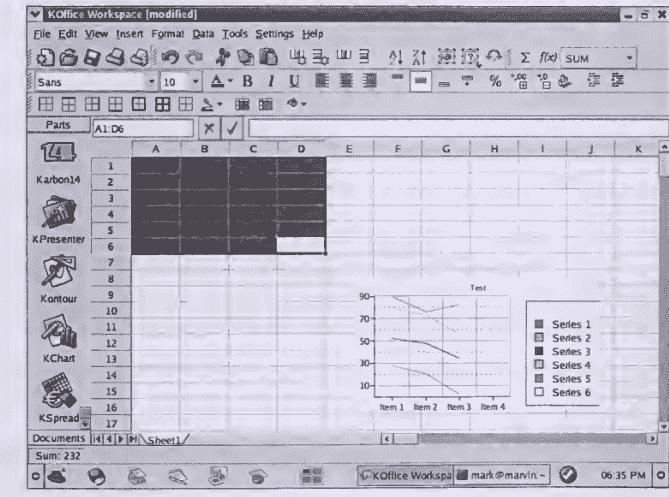 KOffice Workspace [modified]
File Edit View Insert Format Data Tools Settings Help
Σ f(x) SUM
Sans 10 A B I U %
Parts A1:D6
A B C D E F G H I J K
1
Karbon14 2
3
4
KPresenter 5
6
7
8
Kontour 9
10
11
12
KChart 13
14
15
16
KSpread 17
Test
90
70
50
30
10
Item 1 Item 2 Item 3 Item 4
Series 1
Series 2
Series 3
Series 4
Series 5
Series 6
Documents Sheet1
Sum: 232
KOffice Workspa mark@marvin:~ 06:35 PM